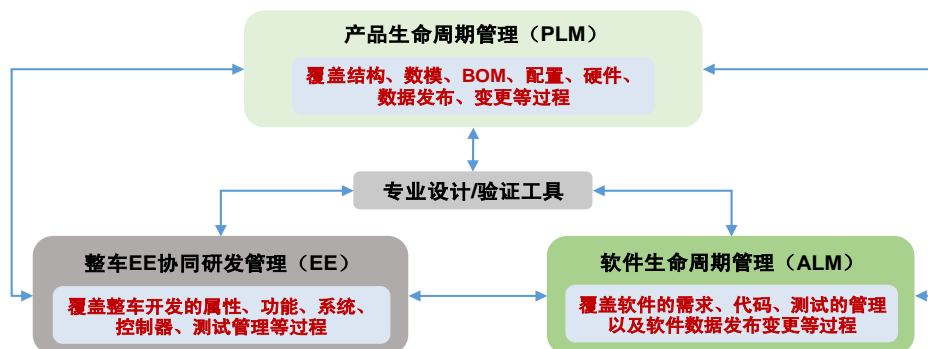 产品生命周期管理（PLM）
覆盖结构、数模、BOM、配置、硬件、
数据发布、变更等过程
专业设计/验证工具
整车EE协同研发管理（EE）
覆盖整车开发的属性、功能、系统、
控制器、测试管理等过程
软件生命周期管理（ALM）
覆盖软件的需求、代码、测试的管理
以及软件数据发布变更等过程